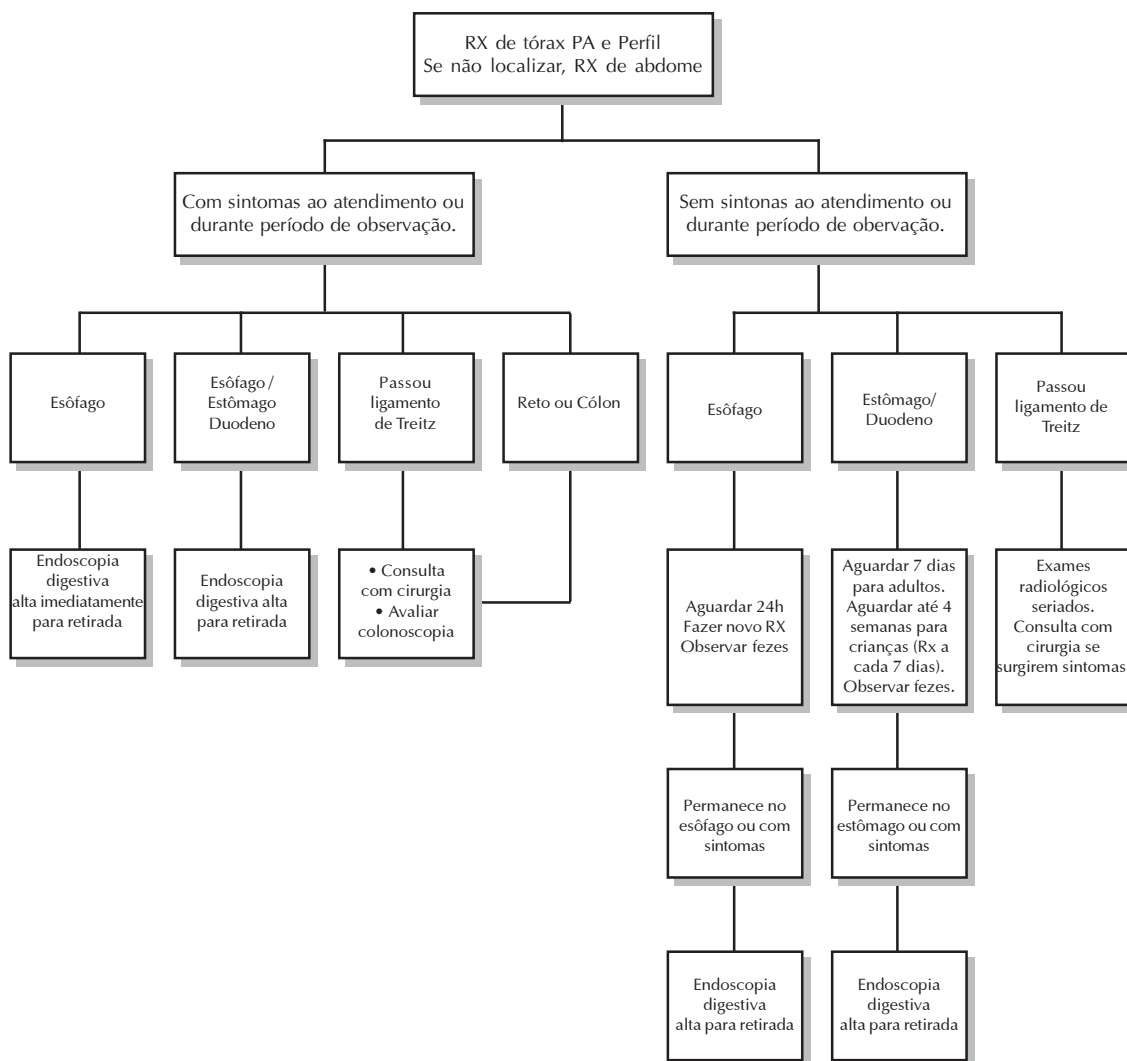 RX de tórax PA e Perfil
Se não localizar, RX de abdome
Com sintomas ao atendimento ou
durante período de observação.
Sem sintonas ao atendimento ou
durante período de obervação.
Esôfago
Esôfago /
Estômago
Duodeno
Passou
ligamento
de Treitz
Reto ou Cólon
Esôfago
Estômago/
Duodeno
Passou
ligamento de
Treitz
Endoscopia
digestiva
alta imediatamente
para retirada
Endoscopia
digestiva alta
para retirada
• Consulta
com cirurgia
• Avaliar
colonoscopia
Aguardar 24h
Fazer novo RX
Observar fezes
Aguardar 7 dias
para adultos.
Aguardar até 4
semanas para
crianças (Rx a
cada 7 dias).
Observar fezes.
Exames
radiológicos
seriados.
Consulta com
cirurgia se
surgirem sintomas
Permanece no
esôfago ou com
sintomas
Permanece no
estômago ou com
sintomas
Endoscopia
digestiva
alta para retirada
Endoscopia
digestiva
alta para retirada